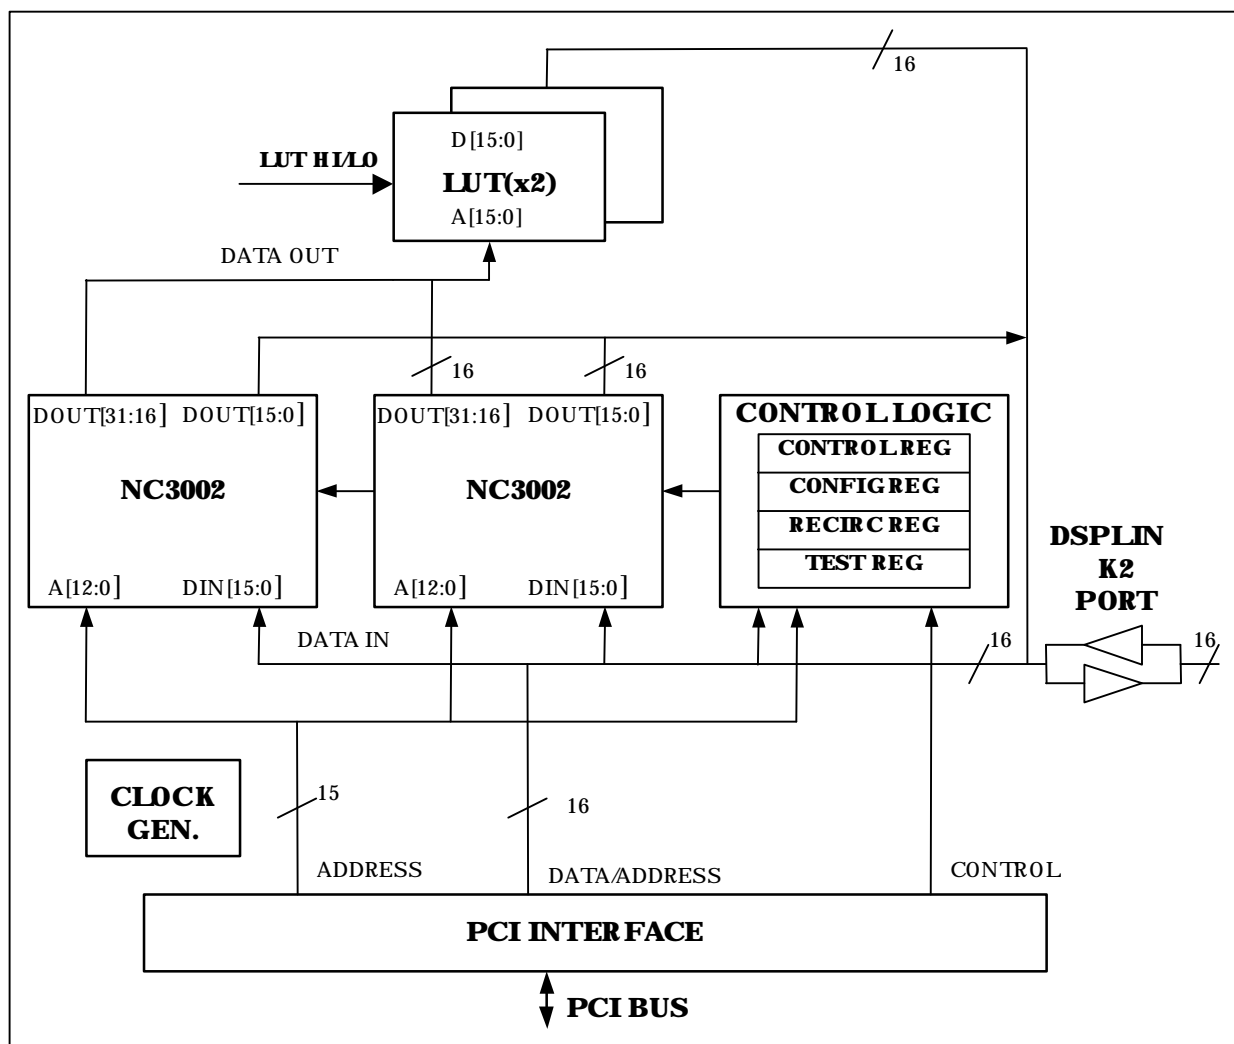 16
D[15:0]
LUT HI/LO
LUT(x2)
A[15:0]
DATA OUT
16
16
DOUT[31:16] DOUT[15:0]
DOUT[31:16] DOUT[15:0]
CONTROL LOGIC
CONTROL REG
CONFIG REG
RECIRC REG
TEST REG
NC3002
NC3002
DSPLIN
K2
PORT
A[12:0] DIN[15:0]
A[12:0] DIN[15:0]
DATA IN
16
16
CLOCK
GEN.
15
16
ADDRESS
DATA/ADDRESS
CONTROL
PCI INTERFACE
PCI BUS